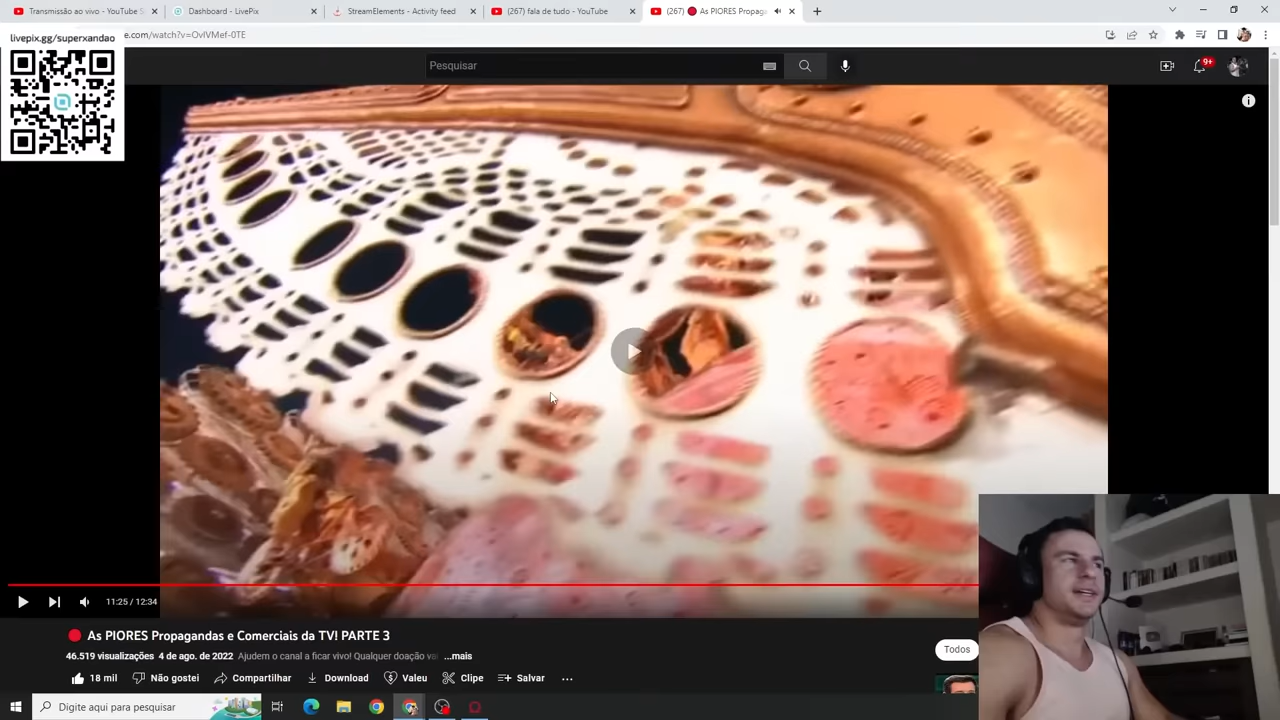 Transmissão ao vivo - YouTube S
Dashboard - LivePix
StreamElements - Activity feed
(267) fala de tudo - YouTube
(267) 🔴 As PIORES Propaga
livepix.gg/superxandao
e.com/watch?v=OvIVMef-0TE
Pesquisar
9+
11:25 / 12:34
🔴 As PIORES Propagandas e Comerciais da TV! PARTE 3
46.519 visualizações 4 de ago. de 2022 Ajudem o canal a ficar vivo! Qualquer doação va ...mais
Todos
18 mil
Não gostei
Compartilhar
Download
Valeu
Clipe
Salvar
Digite aqui para pesquisar